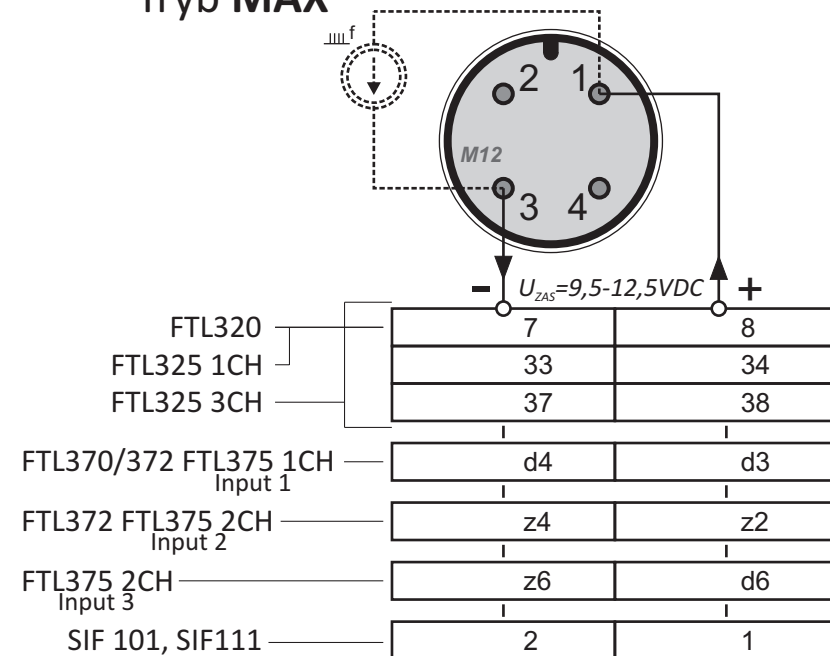 Tryb MAX
f
2 1
M12
3 4
- U_ZAS=9,5-12,5VDC +
FTL320 7 8
FTL325 1CH 33 34
FTL325 3CH 37 38
FTL370/372 FTL375 1CH d4 d3
Input 1
FTL372 FTL375 2CH z4 z2
Input 2
FTL375 2CH z6 d6
Input 3
SIF 101, SIF111 2 1